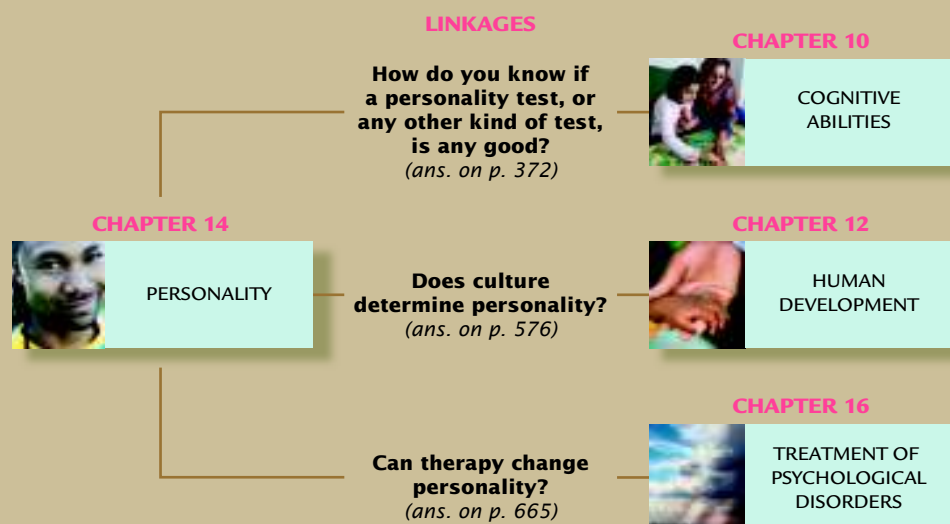 LINKAGES
How do you know if
a personality test, or
any other kind of test,
is any good?
(ans. on p. 372)
CHAPTER 10
COGNITIVE
ABILITIES
CHAPTER 14
PERSONALITY
Does culture
determine personality?
(ans. on p. 576)
CHAPTER 12
HUMAN
DEVELOPMENT
Can therapy change
personality?
(ans. on p. 665)
CHAPTER 16
TREATMENT OF
PSYCHOLOGICAL
DISORDERS